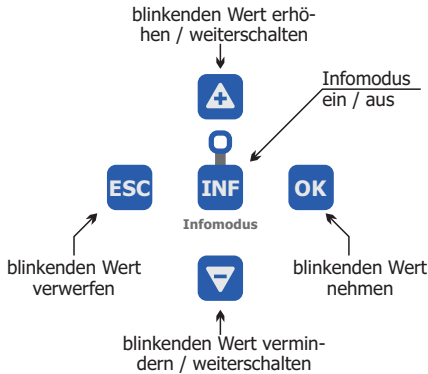 blinkenden Wert erhö-
hen / weiterschalten
Infomodus
ein / aus
+
ESC
INF
OK
Infomodus
blinkenden Wert
verwerfen
blinkenden Wert
nehmen
−
blinkenden Wert vermin-
dern / weiterschalten